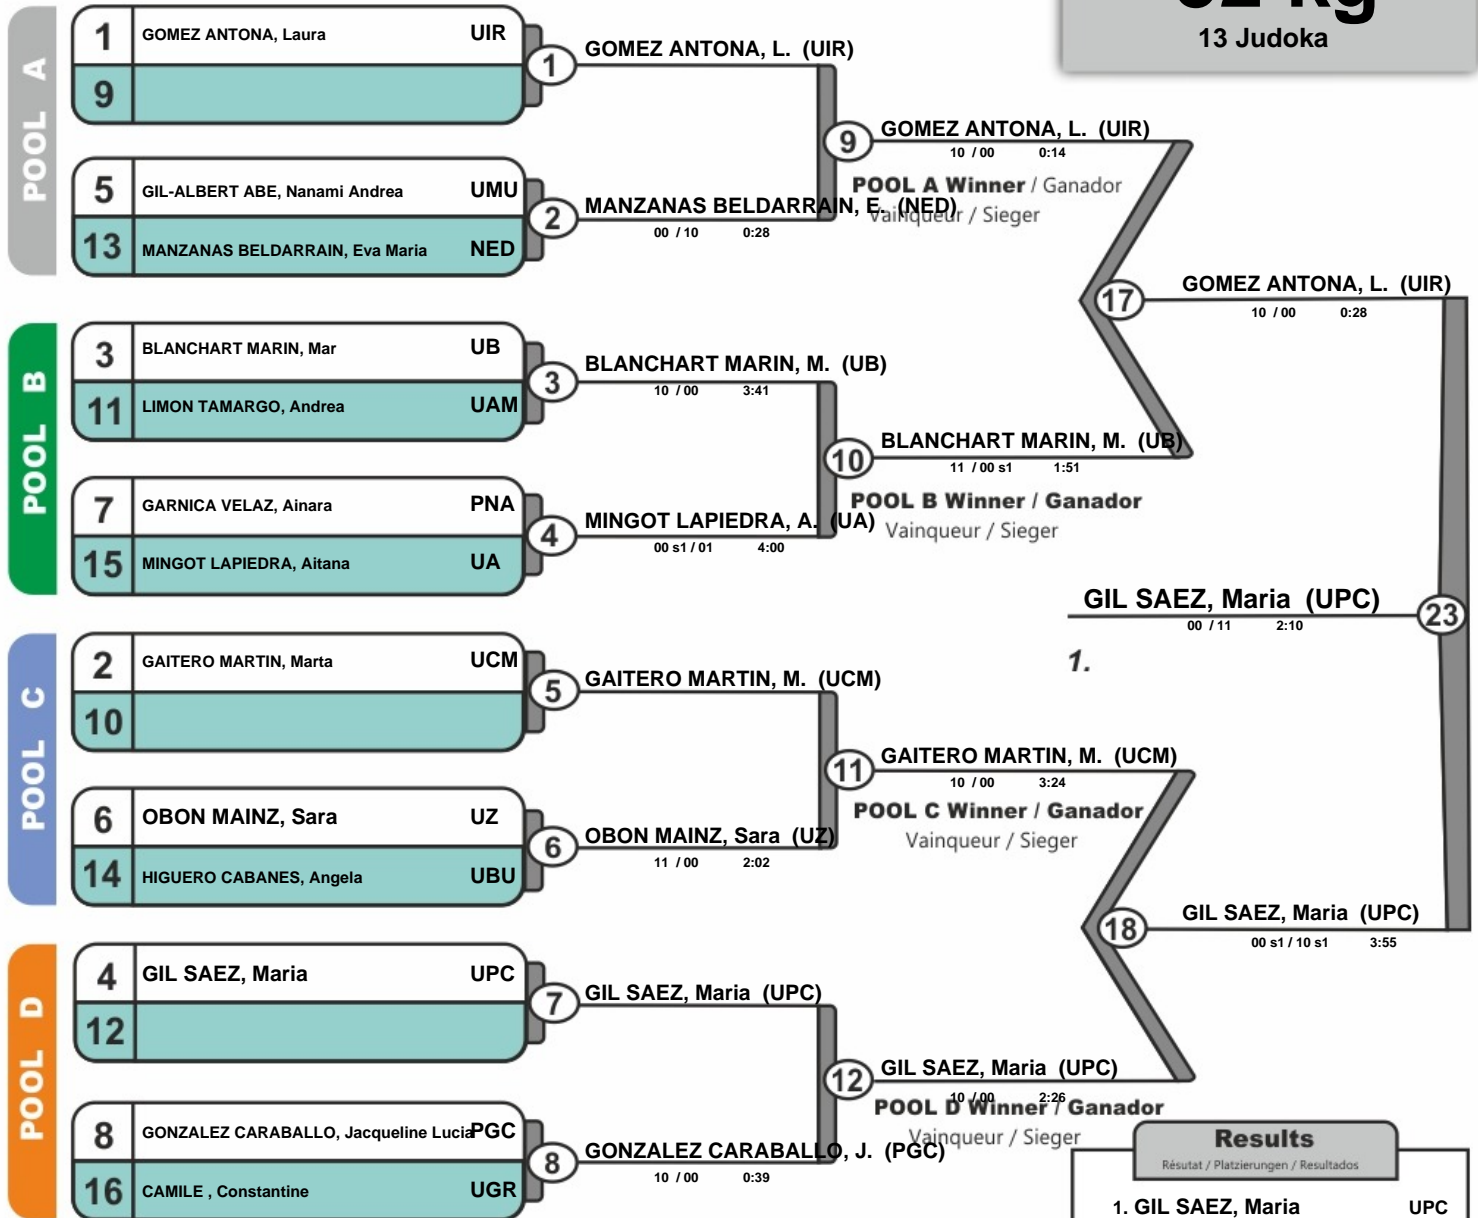 13 Judoka
POOL A
1 GOMEZ ANTONA, Laura UIR
9
5 GIL-ALBERT ABE, Nanami Andrea UMU
13 MANZANAS BELDARRAIN, Eva Maria NED
POOL B
3 BLANCHART MARIN, Mar UB
11 LIMON TAMARGO, Andrea UAM
7 GARNICA VELAZ, Ainara PNA
15 MINGOT LAPIEDRA, Aitana UA
POOL C
2 GAITERO MARTIN, Marta UCM
10
6 OBON MAINZ, Sara UZ
14 HIGUERO CABANES, Angela UBU
POOL D
4 GIL SAEZ, Maria UPC
12
8 GONZALEZ CARABALLO, Jacqueline Lucia PGC
16 CAMILE , Constantine UGR
1 GOMEZ ANTONA, L. (UIR)
2 MANZANAS BELDARRAIN, E. (NED)
00 / 10 0:28
3 BLANCHART MARIN, M. (UB)
10 / 00 3:41
4 MINGOT LAPIEDRA, A. (UA)
00 s1 / 01 4:00
5 GAITERO MARTIN, M. (UCM)
6 OBON MAINZ, Sara (UZ)
11 / 00 2:02
7 GIL SAEZ, Maria (UPC)
8 GONZALEZ CARABALLO, J. (PGC)
10 / 00 0:39
9 GOMEZ ANTONA, L. (UIR)
10 / 00 0:14
POOL A Winner / Ganador
Vainqueur / Sieger
10 BLANCHART MARIN, M. (UB)
11 / 00 s1 1:51
POOL B Winner / Ganador
Vainqueur / Sieger
11 GAITERO MARTIN, M. (UCM)
10 / 00 3:24
POOL C Winner / Ganador
Vainqueur / Sieger
12 GIL SAEZ, Maria (UPC)
10 / 00 2:26
POOL D Winner / Ganador
Vainqueur / Sieger
17 GOMEZ ANTONA, L. (UIR)
10 / 00 0:28
18 GIL SAEZ, Maria (UPC)
00 s1 / 10 s1 3:55
GIL SAEZ, Maria (UPC) 23
00 / 11 2:10
1.
Results
Résutat / Platzierungen / Resultados
1. GIL SAEZ, Maria UPC